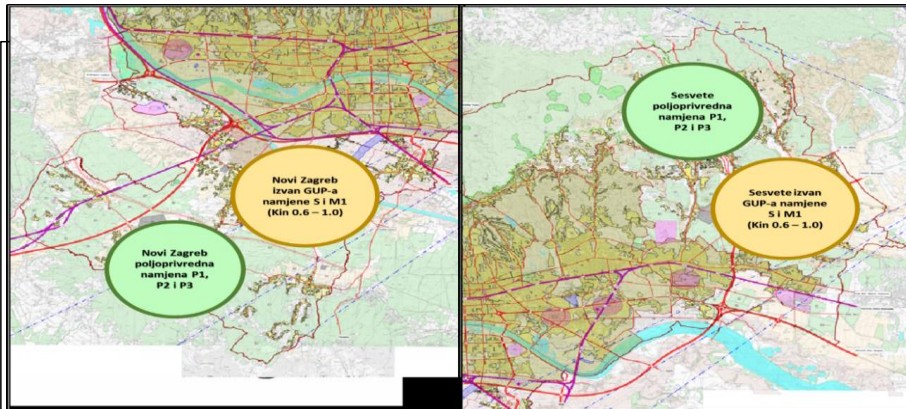 Novi Zagreb
izvan GUP-a
namjene S i M1
(Kin 0.6 – 1.0)
Novi Zagreb
poljoprivredna
namjena P1,
P2 i P3
Sesvete
poljoprivredna
namjena P1,
P2 i P3
Sesvete izvan
GUP-a namjene
S i M1
(Kin 0.6 – 1.0)